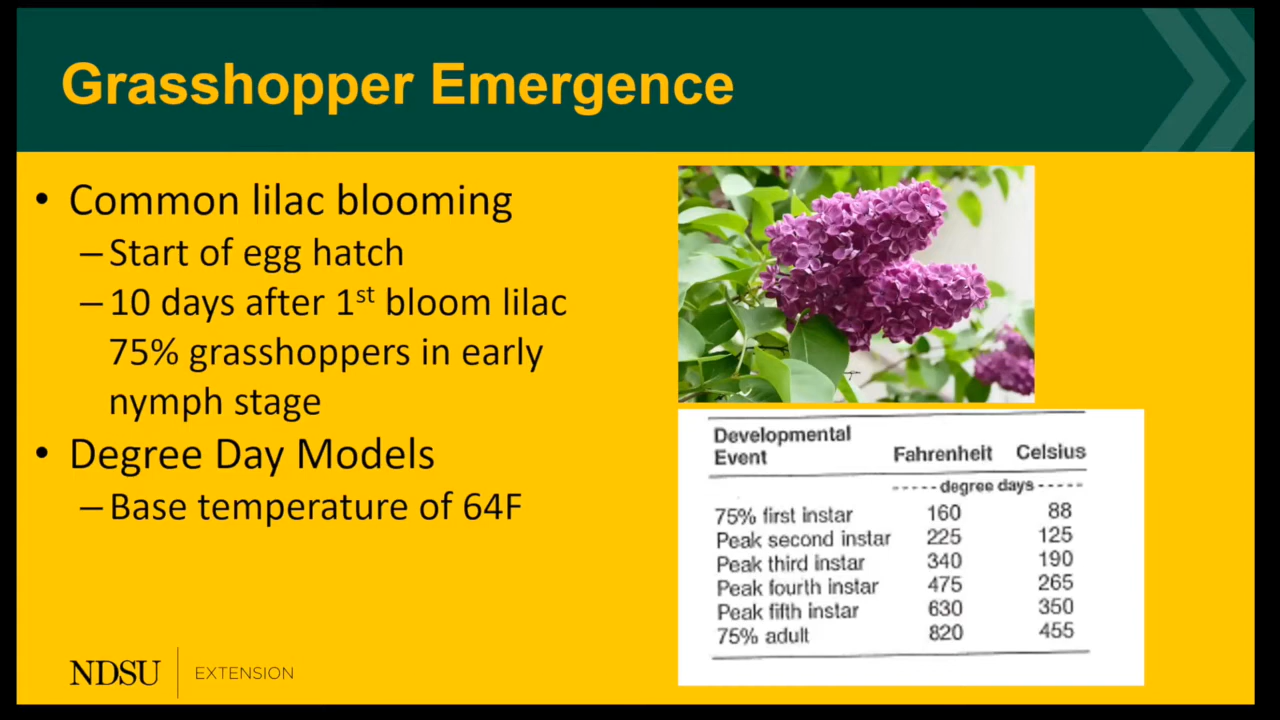 Grasshopper Emergence
• Common lilac blooming
– Start of egg hatch
– 10 days after 1st bloom lilac
75% grasshoppers in early
nymph stage
• Degree Day Models
– Base temperature of 64F
Developmental
Event Fahrenheit Celsius
-----degree days-----
75% first instar 160 88
Peak second instar 225 125
Peak third instar 340 190
Peak fourth instar 475 265
Peak fifth instar 630 350
75% adult 820 455
NDSU EXTENSION